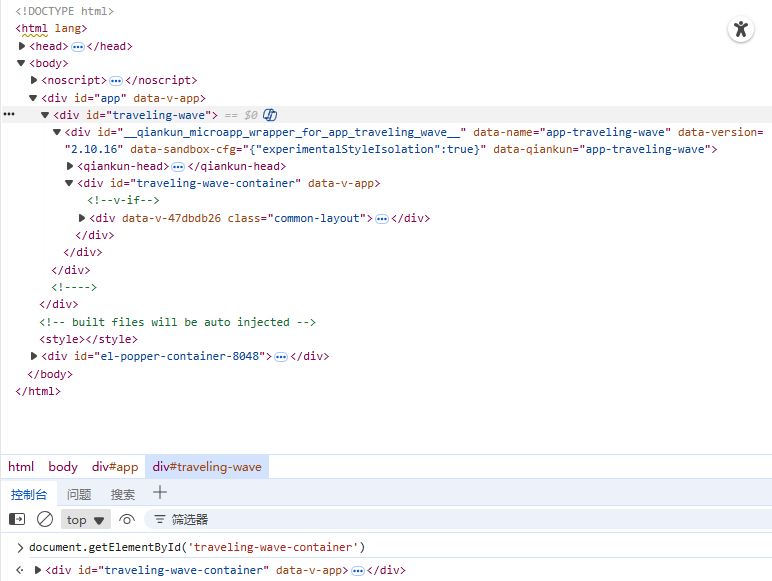 <!DOCTYPE html>
<html lang>
<head> ••• </head>
<body>
<noscript> ••• </noscript>
<div id="app" data-v-app>
••• <div id="traveling-wave"> == $0
<div id="__qiankun_microapp_wrapper_for_app_traveling_wave__" data-name="app-traveling-wave" data-version=
"2.10.16" data-sandbox-cfg="{"experimentalStyleIsolation":true}" data-qiankun="app-traveling-wave">
<qiankun-head> ••• </qiankun-head>
<div id="traveling-wave-container" data-v-app>
<!--v-if-->
<div data-v-47dbdb26 class="common-layout"> ••• </div>
</div>
</div>
</div>
<!---->
</div>
<!-- built files will be auto injected -->
<style></style>
<div id="el-popper-container-8048"> ••• </div>
</body>
</html>
html body div#app div#traveling-wave
控制台 问题 搜索
top 筛选器
document.getElementById('traveling-wave-container')
<div id="traveling-wave-container" data-v-app> ••• </div>